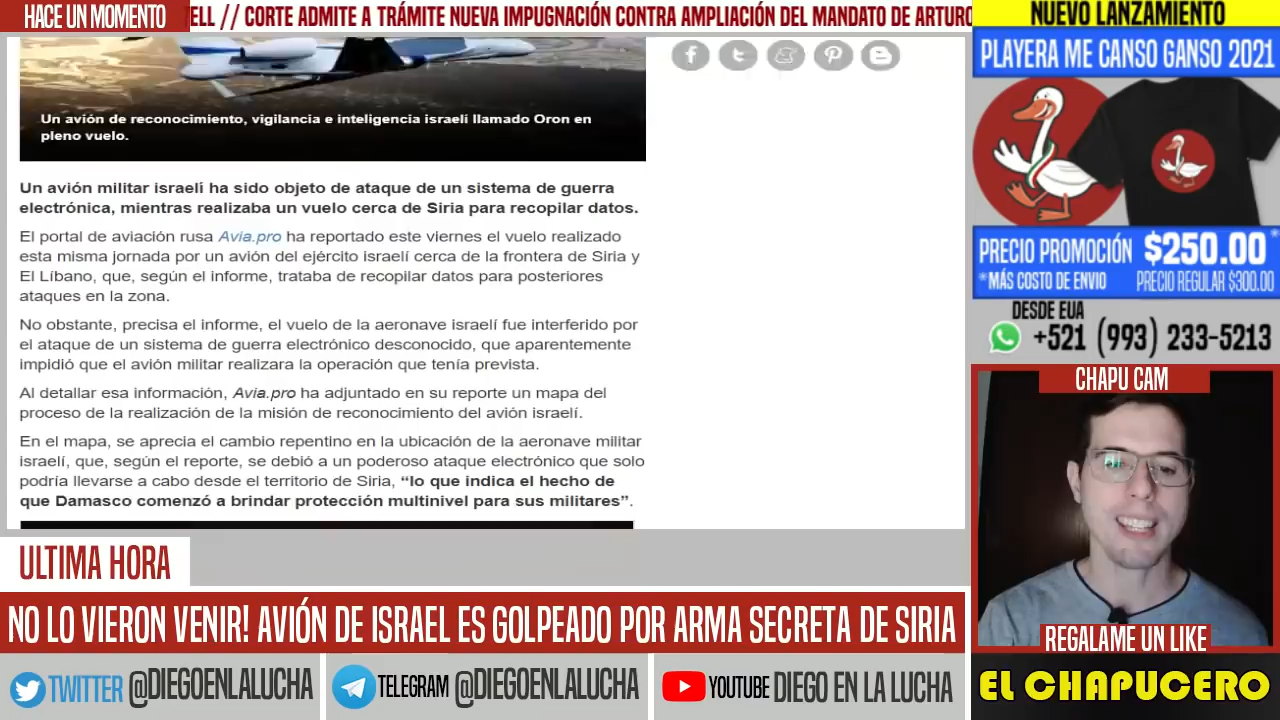 HACE UN MOMENTO
ELL // CORTE ADMITE A TRÁMITE NUEVA IMPUGNACIÓN CONTRA AMPLIACIÓN DEL MANDATO DE ARTURO
Un avión de reconocimiento, vigilancia e inteligencia israelí llamado Oron en
pleno vuelo.
Un avión militar israelí ha sido objeto de ataque de un sistema de guerra
electrónica, mientras realizaba un vuelo cerca de Siria para recopilar datos.
El portal de aviación rusa Avia.pro ha reportado este viernes el vuelo realizado
esta misma jornada por un avión del ejército israelí cerca de la frontera de Siria y
El Líbano, que, según el informe, trataba de recopilar datos para posteriores
ataques en la zona.
No obstante, precisa el informe, el vuelo de la aeronave israelí fue interferido por
el ataque de un sistema de guerra electrónico desconocido, que aparentemente
impidió que el avión militar realizara la operación que tenía prevista.
Al detallar esa información, Avia.pro ha adjuntado en su reporte un mapa del
proceso de la realización de la misión de reconocimiento del avión israelí.
En el mapa, se aprecia el cambio repentino en la ubicación de la aeronave militar
israelí, que, según el reporte, se debió a un poderoso ataque electrónico que solo
podría llevarse a cabo desde el territorio de Siria, “lo que indica el hecho de
que Damasco comenzó a brindar protección multinivel para sus militares”.
NUEVO LANZAMIENTO
PLAYERA ME CANSO GANSO 2021
PRECIO PROMOCIÓN $250.00*
*MÁS COSTO DE ENVIO PRECIO REGULAR $300.00
DESDE EUA
+521 (993) 233-5213
CHAPU CAM
REGALAME UN LIKE
EL CHAPUCERO
ULTIMA HORA
NO LO VIERON VENIR! AVIÓN DE ISRAEL ES GOLPEADO POR ARMA SECRETA DE SIRIA
TWITTER @DIEGOENLALUCHA
TELEGRAM @DIEGOENLALUCHA
YOUTUBE DIEGO EN LA LUCHA